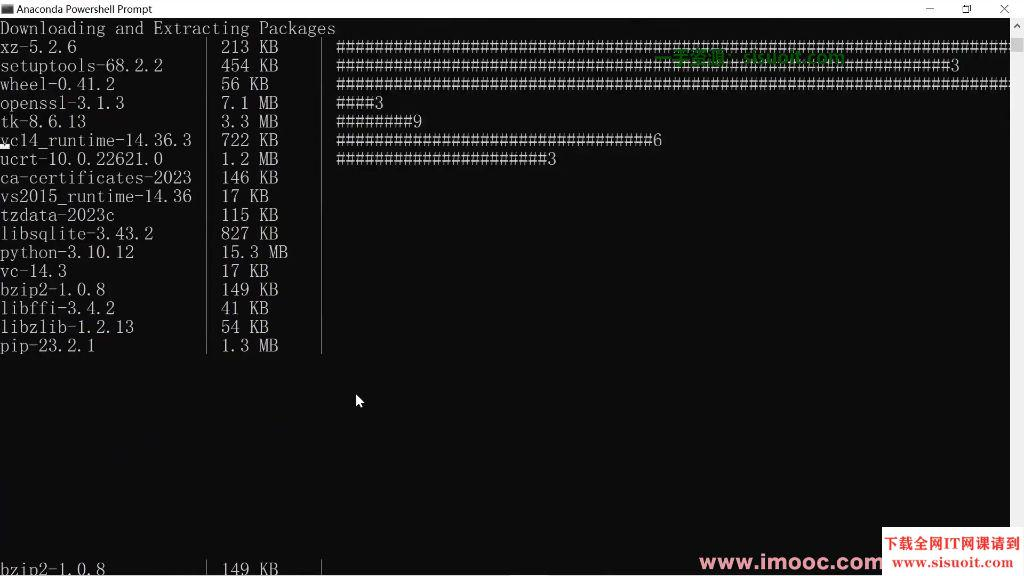 Anaconda Powershell Prompt
Downloading and Extracting Packages
xz-5.2.6 | 213 KB | ######################################################################
setuptools-68.2.2 | 454 KB | ################################################################3
wheel-0.41.2 | 56 KB | ######################################################################
openssl-3.1.3 | 7.1 MB | ####3
tk-8.6.13 | 3.3 MB | ########9
vc14_runtime-14.36.3 | 722 KB | #################################6
ucrt-10.0.22621.0 | 1.2 MB | ######################3
ca-certificates-2023 | 146 KB |
vs2015_runtime-14.36 | 17 KB |
tzdata-2023c | 115 KB |
libsqlite-3.43.2 | 827 KB |
python-3.10.12 | 15.3 MB |
vc-14.3 | 17 KB |
bzip2-1.0.8 | 149 KB |
libffi-3.4.2 | 41 KB |
libzlib-1.2.13 | 54 KB |
pip-23.2.1 | 1.3 MB |
bzip2-1.0.8 | 149 KB |
sisuoit.com
www.imooc.com
下载全网IT网课请到
www.sisuoit.com